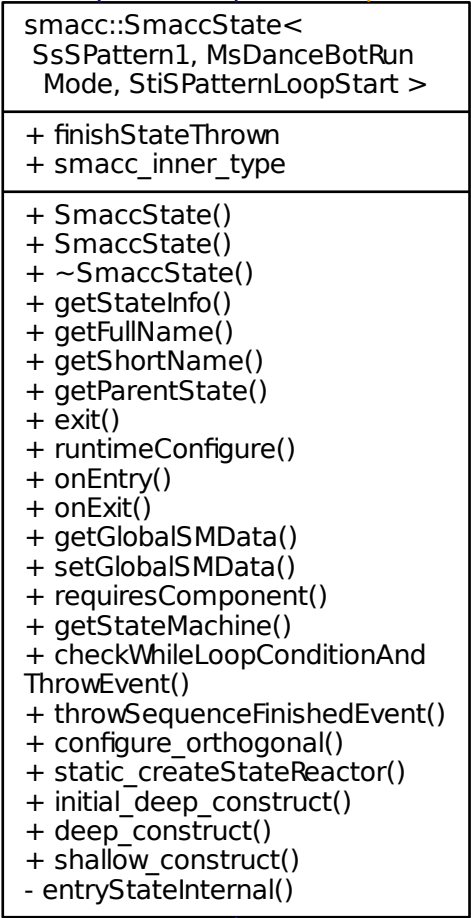 smacc::SmaccState<
SsSPattern1, MsDanceBotRun
Mode, StiSPatternLoopStart >
+ finishStateThrown
+ smacc_inner_type
+ SmaccState()
+ SmaccState()
+ ~SmaccState()
+ getStateInfo()
+ getFullName()
+ getShortName()
+ getParentState()
+ exit()
+ runtimeConfigure()
+ onEntry()
+ onExit()
+ getGlobalSMData()
+ setGlobalSMData()
+ requiresComponent()
+ getStateMachine()
+ checkWhileLoopConditionAnd
ThrowEvent()
+ throwSequenceFinishedEvent()
+ configure_orthogonal()
+ static_createStateReactor()
+ initial_deep_construct()
+ deep_construct()
+ shallow_construct()
- entryStateInternal()